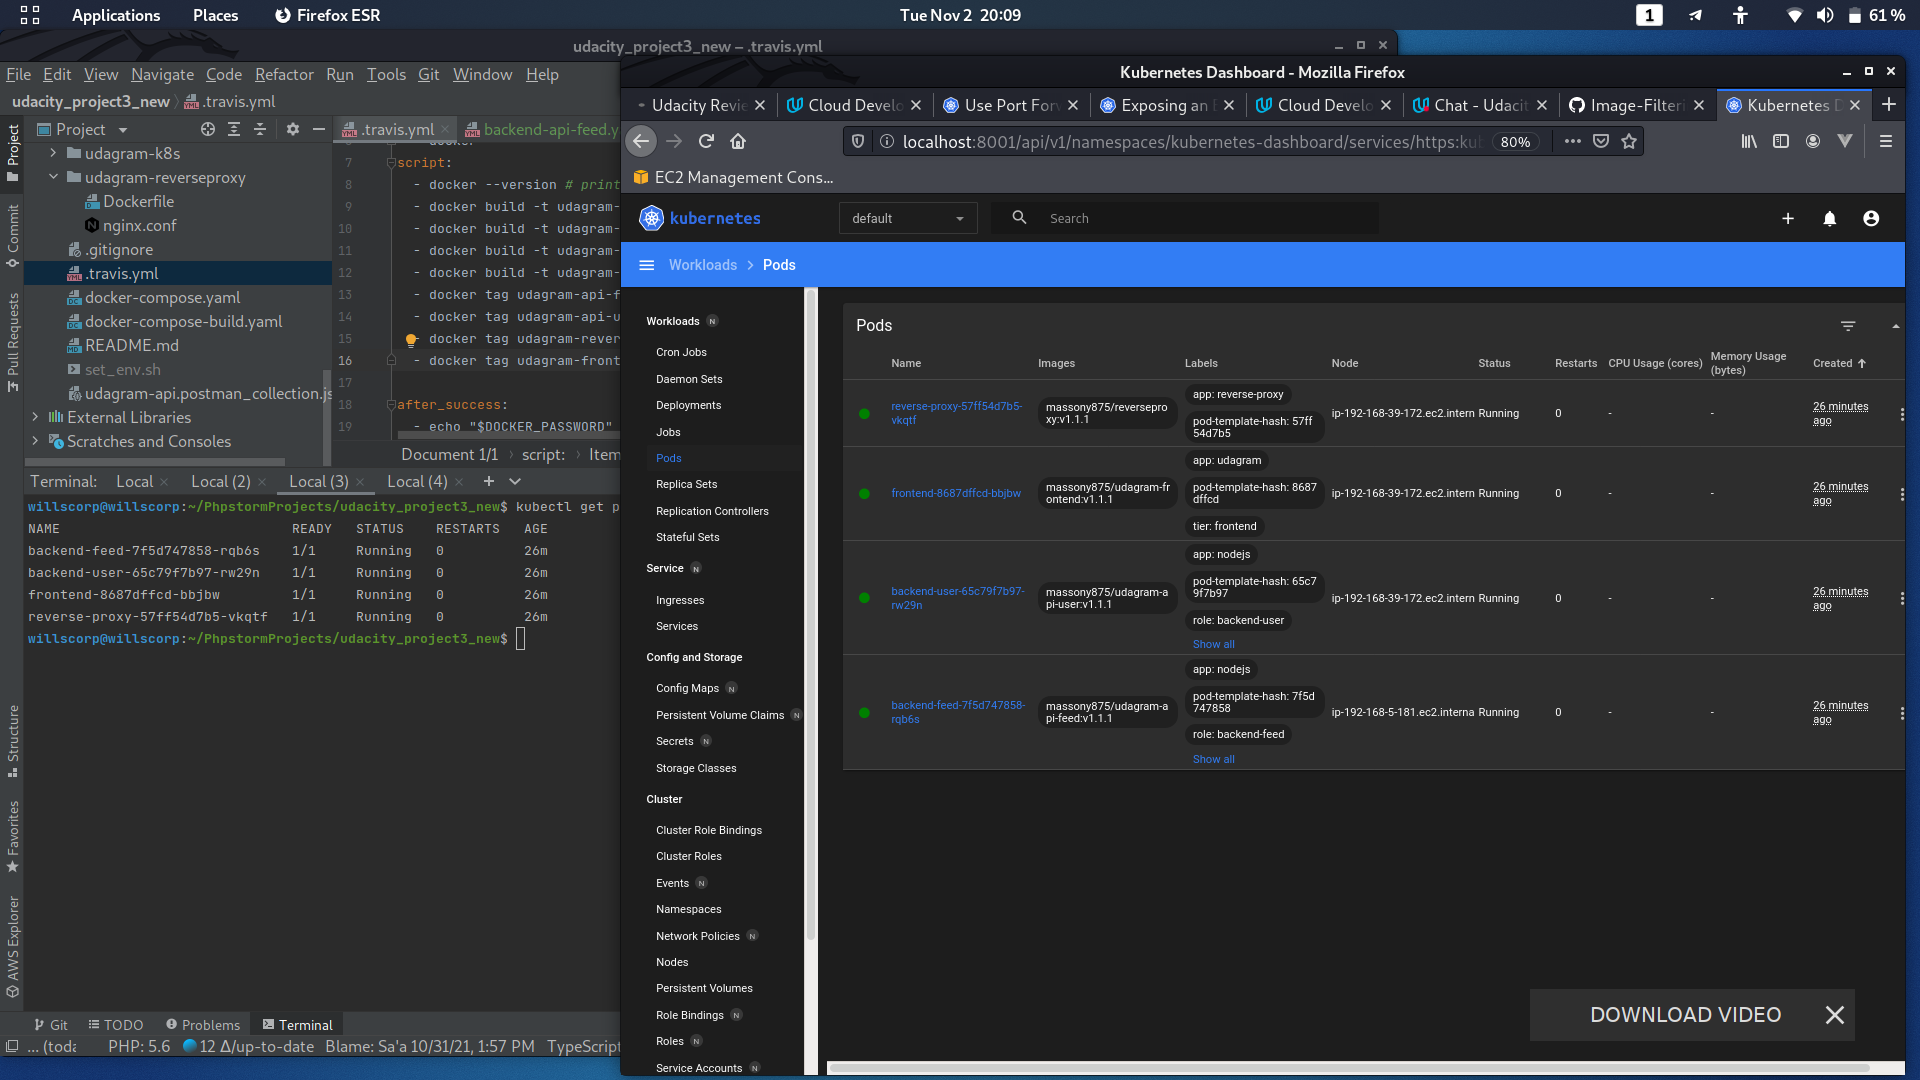 Applications
Places
Firefox ESR
Tue Nov 2 20:09
1
61 %
udacity_project3_new – .travis.yml
File Edit View Navigate Code Refactor Run Tools Git Window Help
udacity_project3_new
.travis.yml
Project
.travis.yml
backend-api-feed.y
udagram-k8s
udagram-reverseproxy
Dockerfile
nginx.conf
.gitignore
.travis.yml
docker-compose.yaml
docker-compose-build.yaml
README.md
set_env.sh
udagram-api.postman_collection.js
External Libraries
Scratches and Consoles
Project
Commit
Pull Requests
Structure
Favorites
AWS Explorer
7 script:
8 - docker --version # print
9 - docker build -t udagram-
10 - docker build -t udagram-
11 - docker build -t udagram-
12 - docker build -t udagram-
13 - docker tag udagram-api-f
14 - docker tag udagram-api-u
15 - docker tag udagram-rever
16 - docker tag udagram-front
17
18 after_success:
19 - echo "$DOCKER_PASSWORD"
Document 1/1 script: Item
Terminal: Local Local (2) Local (3) Local (4)
willscorp@willscorp:~/PhpstormProjects/udacity_project3_new$ kubectl get p
NAME READY STATUS RESTARTS AGE
backend-feed-7f5d747858-rqb6s 1/1 Running 0 26m
backend-user-65c79f7b97-rw29n 1/1 Running 0 26m
frontend-8687dffcd-bbjbw 1/1 Running 0 26m
reverse-proxy-57ff54d7b5-vkqtf 1/1 Running 0 26m
willscorp@willscorp:~/PhpstormProjects/udacity_project3_new$
Git TODO Problems Terminal
... (toda PHP: 5.6 12 Δ/up-to-date Blame: Sa'a 10/31/21, 1:57 PM TypeScript
Kubernetes Dashboard - Mozilla Firefox
Udacity Revie
Cloud Develo
Use Port For
Exposing an E
Cloud Develo
Chat - Udacit
Image-Filteri
Kubernetes D
localhost:8001/api/v1/namespaces/kubernetes-dashboard/services/https:kub
80%
EC2 Management Cons...
kubernetes
default
Search
Workloads
Pods
Workloads N
Cron Jobs
Daemon Sets
Deployments
Jobs
Pods
Replica Sets
Replication Controllers
Stateful Sets
Service N
Ingresses
Services
Config and Storage
Config Maps N
Persistent Volume Claims N
Secrets N
Storage Classes
Cluster
Cluster Role Bindings
Cluster Roles
Events N
Namespaces
Network Policies N
Nodes
Persistent Volumes
Role Bindings N
Roles N
Service Accounts N
Pods
Name Images Labels Node Status Restarts CPU Usage (cores) Memory Usage (bytes) Created
reverse-proxy-57ff54d7b5-
vkqtf
massony875/reversepro
xy:v1.1.1
app: reverse-proxy
pod-template-hash: 57ff
54d7b5
ip-192-168-39-172.ec2.intern Running 0 - -
26 minutes
ago
frontend-8687dffcd-bbjbw
massony875/udagram-fr
ontend:v1.1.1
app: udagram
pod-template-hash: 8687
dffcd
tier: frontend
ip-192-168-39-172.ec2.intern Running 0 - -
26 minutes
ago
backend-user-65c79f7b97-
rw29n
massony875/udagram-a
pi-user:v1.1.1
app: nodejs
pod-template-hash: 65c7
9f7b97
role: backend-user
Show all
ip-192-168-39-172.ec2.intern Running 0 - -
26 minutes
ago
backend-feed-7f5d747858-
rqb6s
massony875/udagram-a
pi-feed:v1.1.1
app: nodejs
pod-template-hash: 7f5d
747858
role: backend-feed
Show all
ip-192-168-5-181.ec2.interna Running 0 - -
26 minutes
ago
DOWNLOAD VIDEO